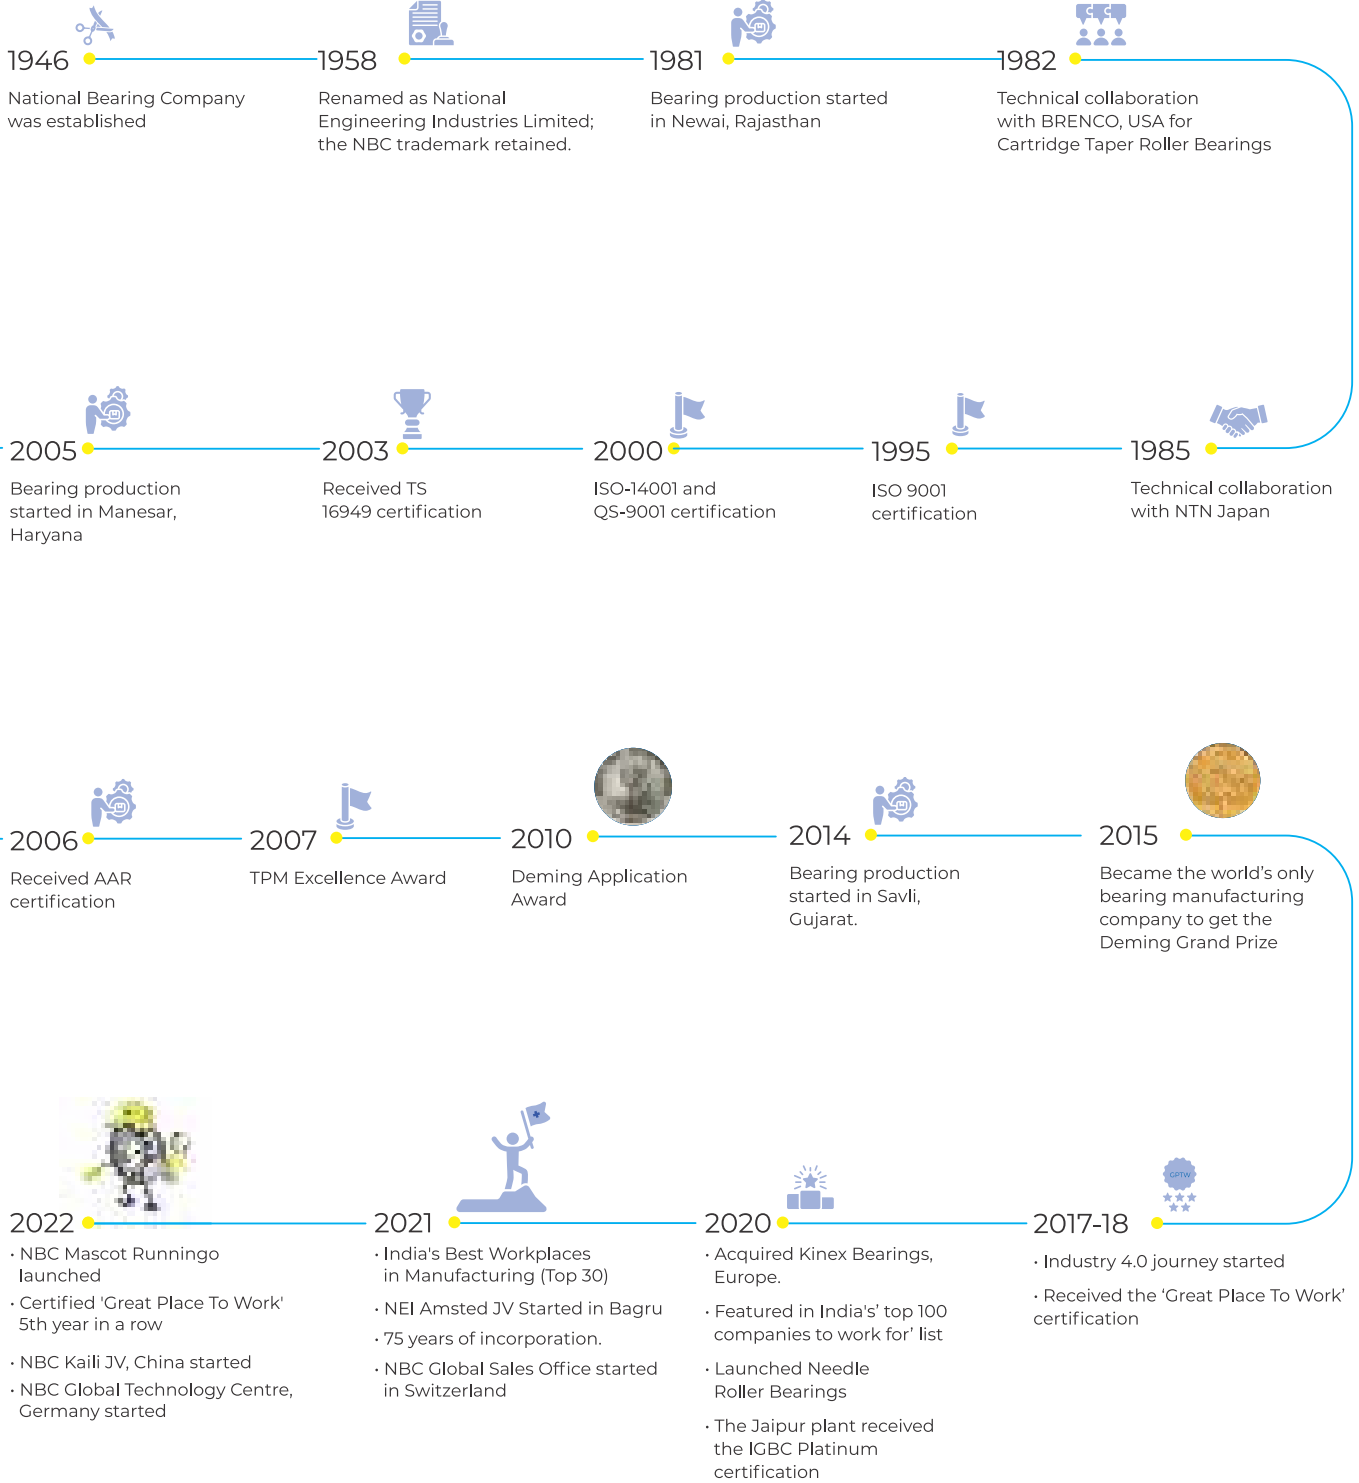 1946
National Bearing Company
was established
1958
Renamed as National
Engineering Industries Limited;
the NBC trademark retained.
1981
Bearing production started
in Newai, Rajasthan
1982
Technical collaboration
with BRENCO, USA for
Cartridge Taper Roller Bearings
2005
Bearing production
started in Manesar,
Haryana
2003
Received TS
16949 certification
2000
ISO-14001 and
QS-9001 certification
1995
ISO 9001
certification
1985
Technical collaboration
with NTN Japan
2006
Received AAR
certification
2007
TPM Excellence Award
2010
Deming Application
Award
2014
Bearing production
started in Savli,
Gujarat.
2015
Became the world’s only
bearing manufacturing
company to get the
Deming Grand Prize
2022
• NBC Mascot Runningo
launched
• Certified 'Great Place To Work'
5th year in a row
• NBC Kaili JV, China started
• NBC Global Technology Centre,
Germany started
2021
• India's Best Workplaces
in Manufacturing (Top 30)
• NEI Amsted JV Started in Bagru
• 75 years of incorporation.
• NBC Global Sales Office started
in Switzerland
2020
• Acquired Kinex Bearings,
Europe.
• Featured in India's’ top 100
companies to work for’ list
• Launched Needle
Roller Bearings
• The Jaipur plant received
the IGBC Platinum
certification
GPTW
2017-18
• Industry 4.0 journey started
• Received the ‘Great Place To Work’
certification